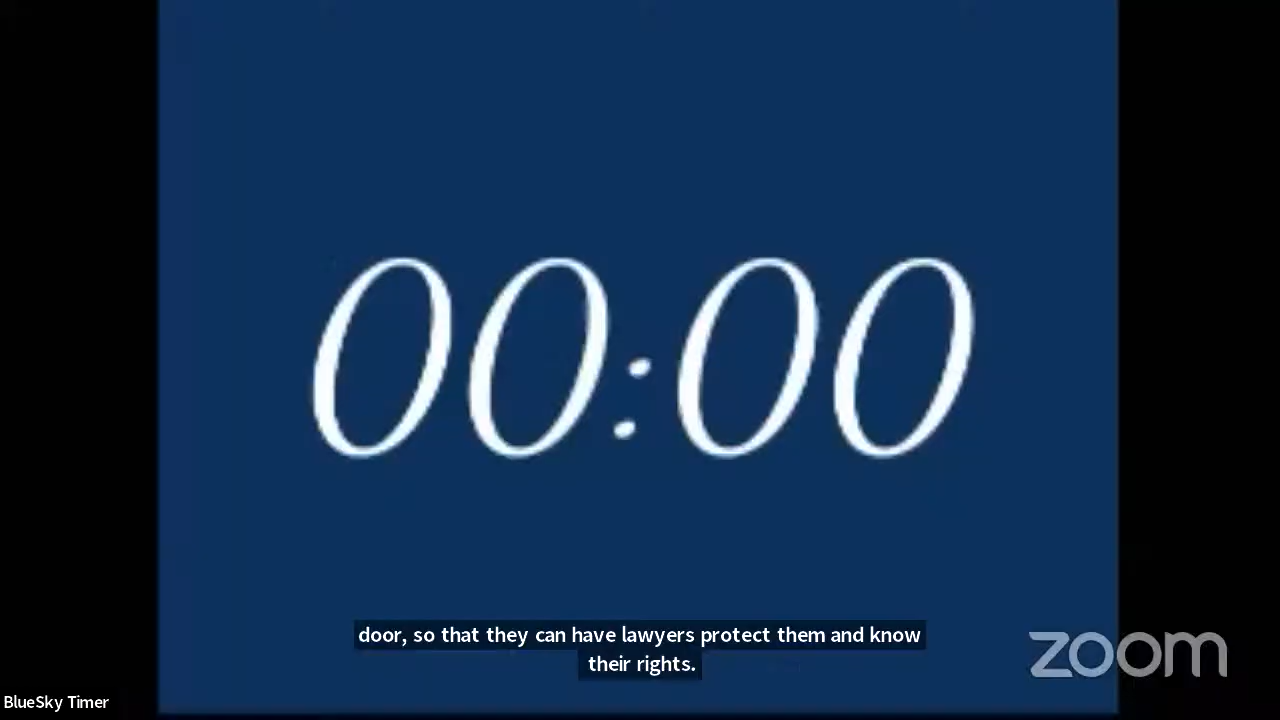 00:00
door, so that they can have lawyers protect them and know
their rights.
zoom
BlueSky Timer